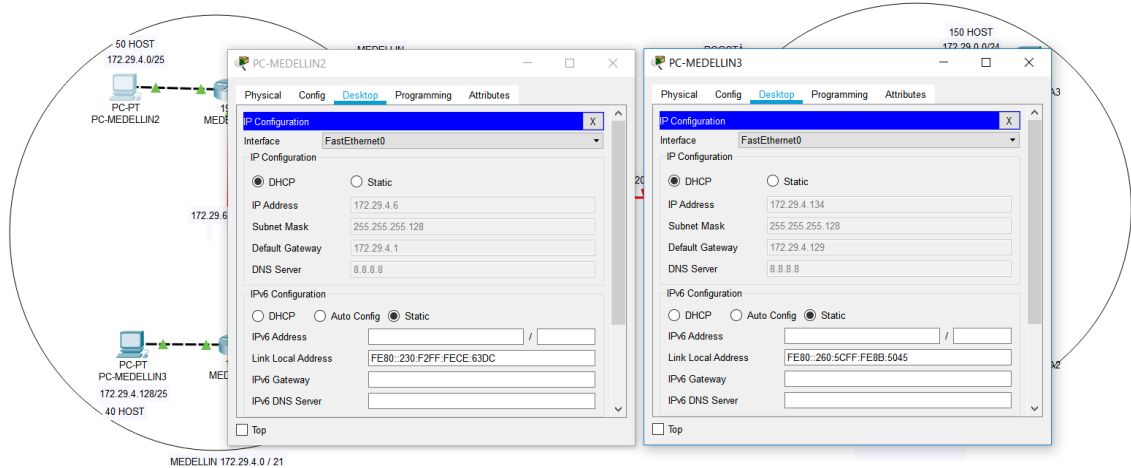 50 HOST
172.29.4.0/25
PC-PT
PC-MEDELLIN2
172.29.6
PC-PT
PC-MEDELLIN3
172.29.4.128/25
40 HOST
MEDELLIN 172.29.4.0 / 21
MEDELLIN
PC-MEDELLIN2
Physical Config Desktop Programming Attributes
IP Configuration X
Interface FastEthernet0
IP Configuration
DHCP Static
IP Address 172.29.4.6
Subnet Mask 255.255.255.128
Default Gateway 172.29.4.1
DNS Server 8.8.8.8
IPv6 Configuration
DHCP Auto Config Static
IPv6 Address /
Link Local Address FE80::230:F2FF:FECE:63DC
IPv6 Gateway
IPv6 DNS Server
Top
BOGOTÁ
PC-MEDELLIN3
Physical Config Desktop Programming Attributes
IP Configuration X
Interface FastEthernet0
IP Configuration
DHCP Static
IP Address 172.29.4.134
Subnet Mask 255.255.255.128
Default Gateway 172.29.4.129
DNS Server 8.8.8.8
IPv6 Configuration
DHCP Auto Config Static
IPv6 Address /
Link Local Address FE80::260:5CFF:FE8B:5045
IPv6 Gateway
IPv6 DNS Server
Top
150 HOST
172.29.0.0/24